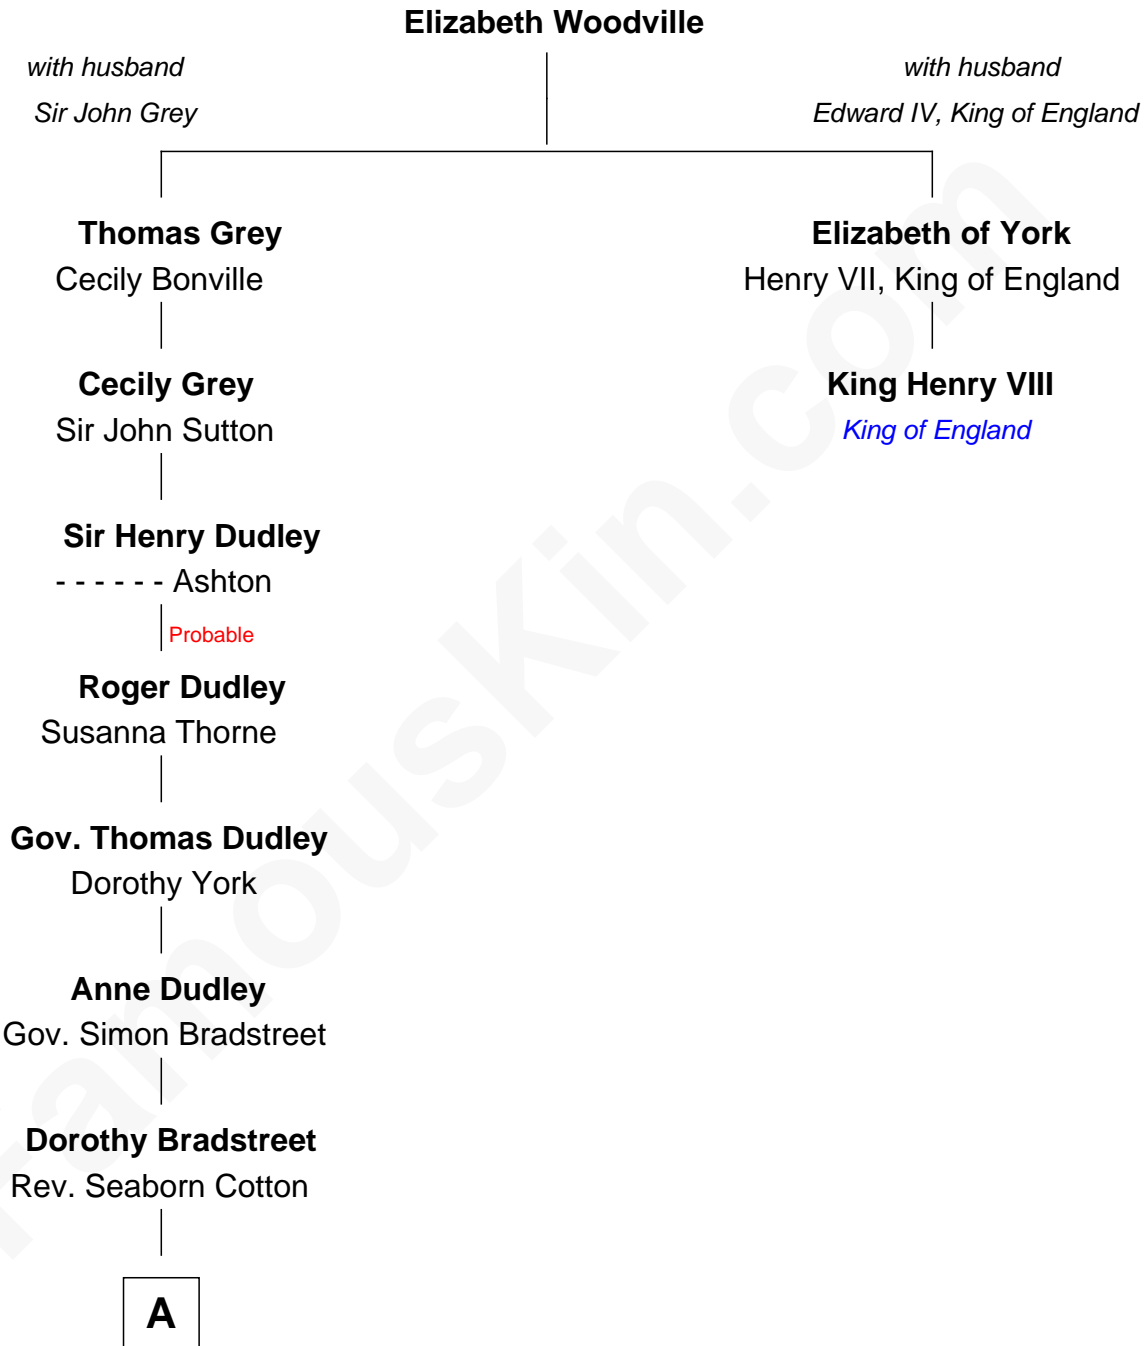 Elizabeth Woodville
with husband
Sir John Grey
with husband
Edward IV, King of England
Thomas Grey
Cecily Bonville
Elizabeth of York
Henry VII, King of England
Cecily Grey
Sir John Sutton
King Henry VIII
King of England
Sir Henry Dudley
- - - - - - Ashton
Probable
Roger Dudley
Susanna Thorne
Gov. Thomas Dudley
Dorothy York
Anne Dudley
Gov. Simon Bradstreet
Dorothy Bradstreet
Rev. Seaborn Cotton
A
FamousKin.com